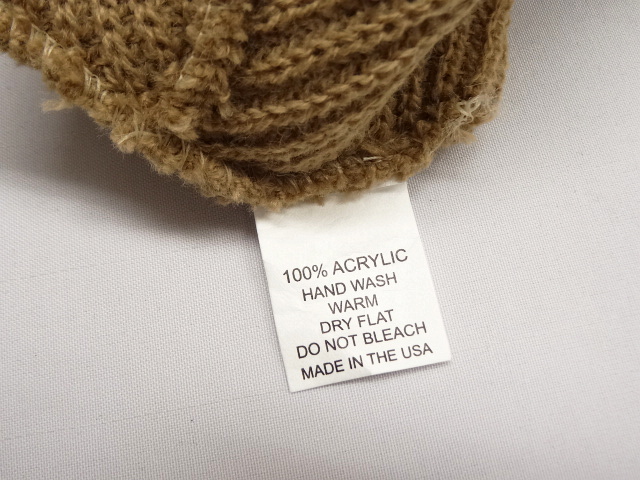 100% ACRYLIC
HAND WASH
WARM
DRY FLAT
DO NOT BLEACH
MADE IN THE USA